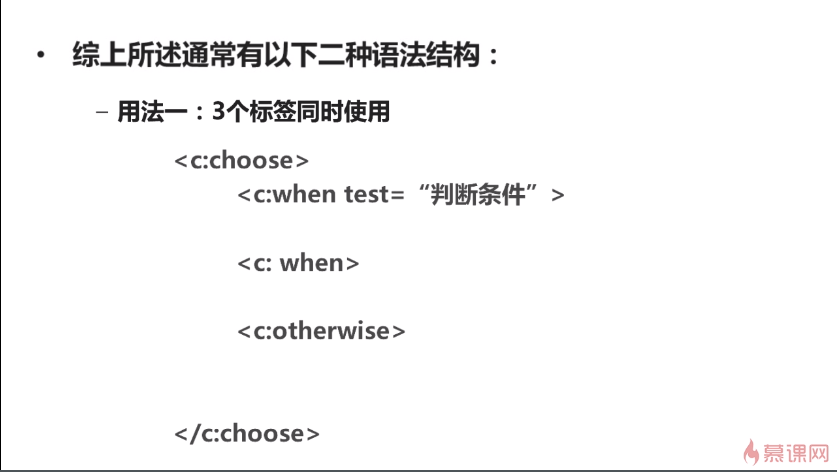 • 综上所述通常有以下二种语法结构：
– 用法一：3个标签同时使用
<c:choose>
<c:when test= “判断条件” >
<c: when>
<c:otherwise>
</c:choose>
慕课网